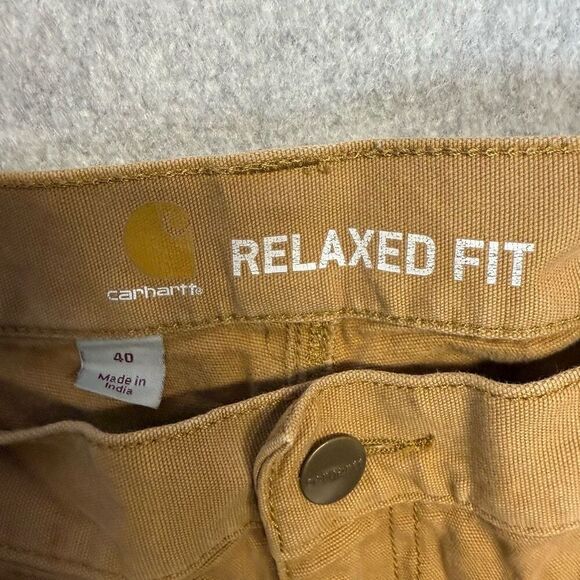 carhartt®
RELAXED FIT
40
Made in
India